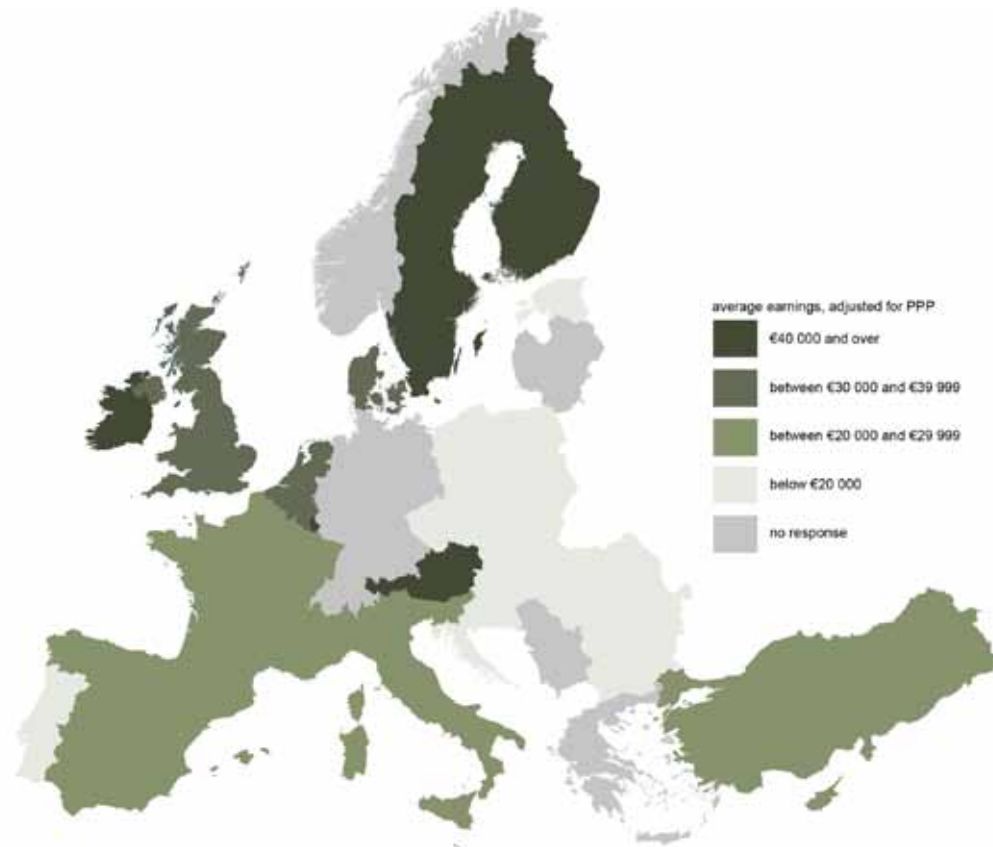 average earnings, adjusted for PPP
€40 000 and over
between €30 000 and €39 999
between €20 000 and €29 999
below €20 000
no response